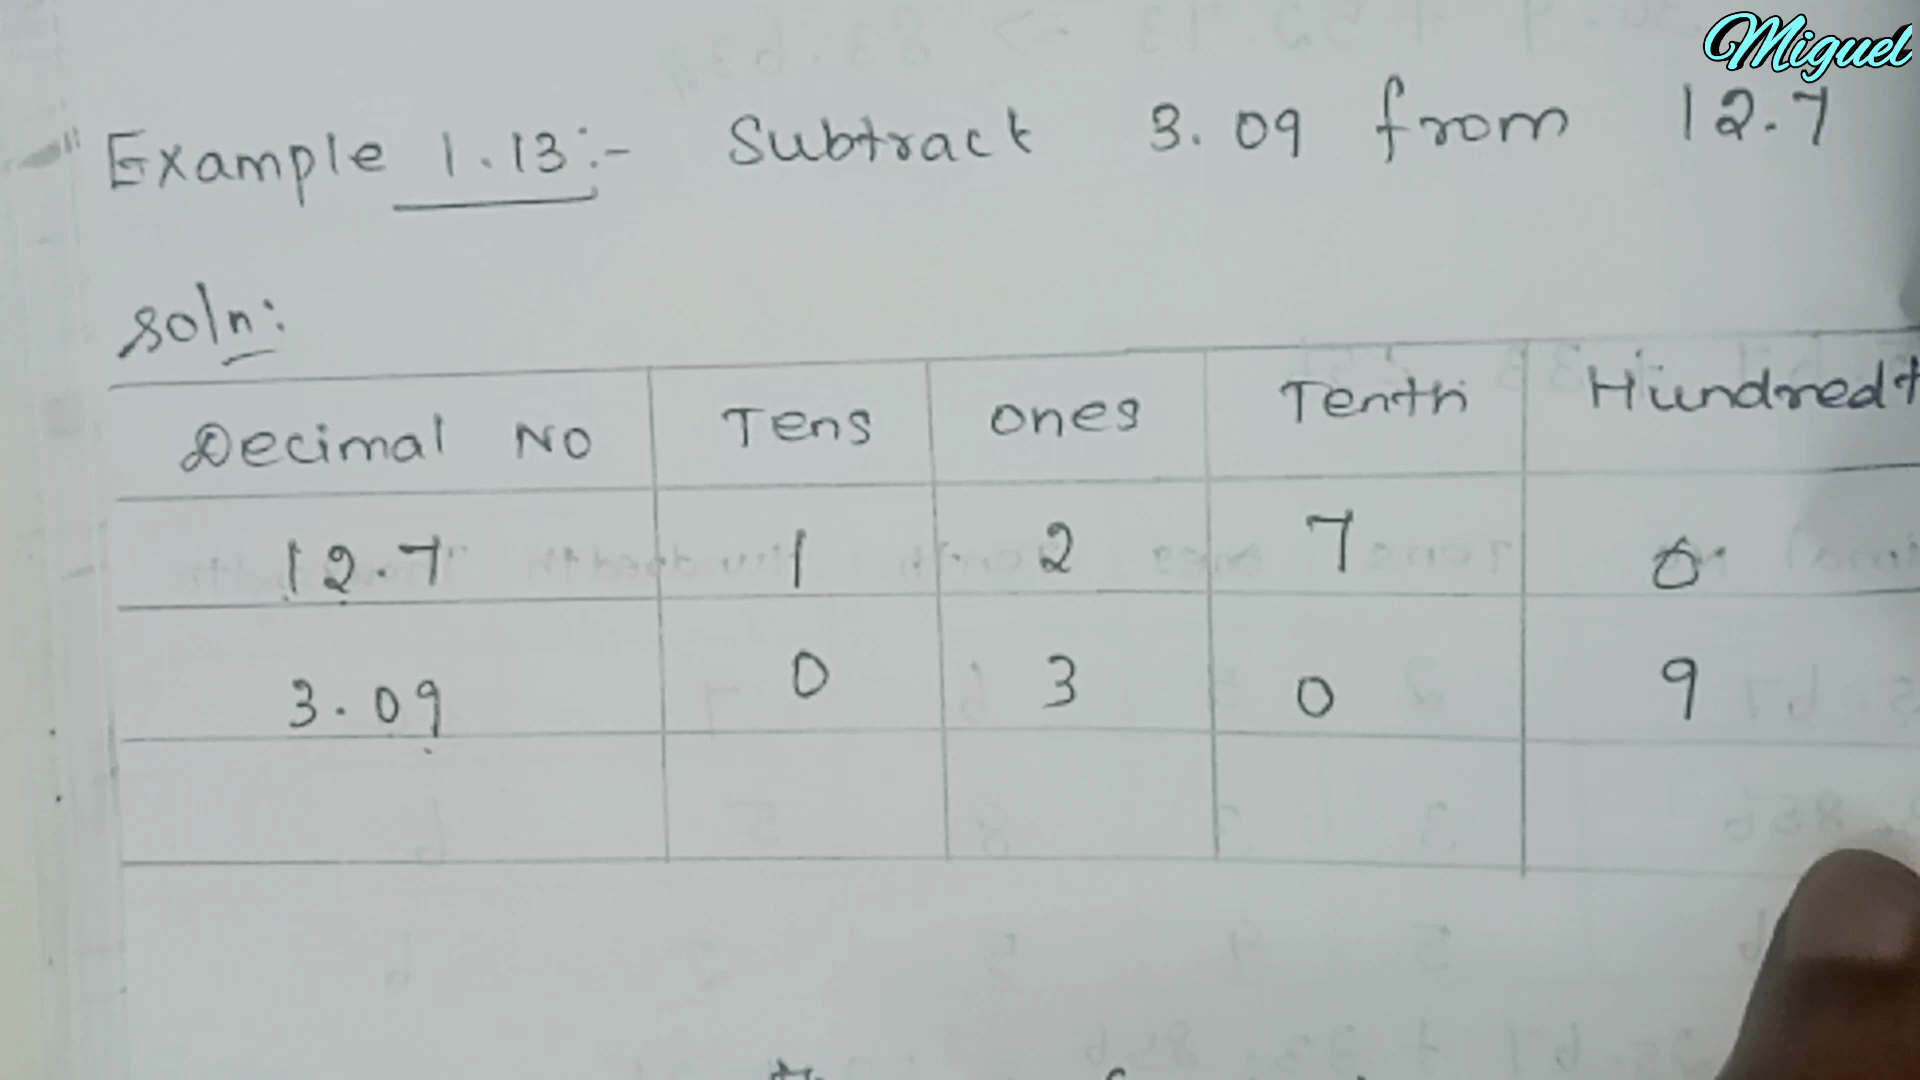 Miguel
Example 1.13:- Subtract 3.09 from 12.7
Soln:
Decimal NO Tens ones Tenth Hundredt
12.7 1 2 7 0
3.09 0 3 0 9